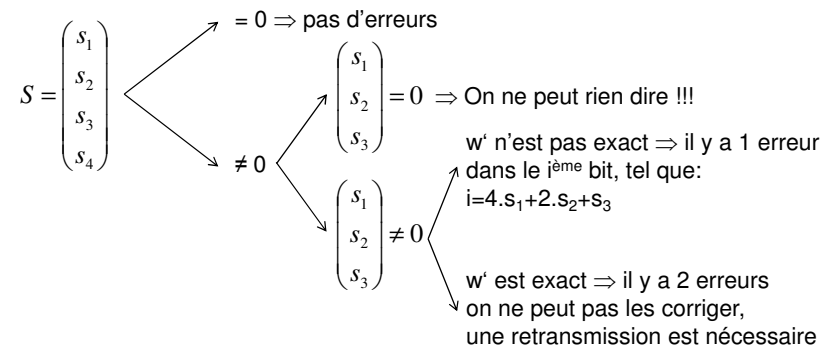 = 0 ⇒ pas d'erreurs
S = (s₁ s₂ s₃ s₄)
≠ 0
(s₁ s₂ s₃) = 0 ⇒ On ne peut rien dire !!!
(s₁ s₂ s₃) ≠ 0
w‘ n'est pas exact ⇒ il y a 1 erreur
dans le iᵉ̀ᵐᵉ bit, tel que:
i=4.s₁+2.s₂+s₃
w‘ est exact ⇒ il y a 2 erreurs
on ne peut pas les corriger,
une retransmission est nécessaire